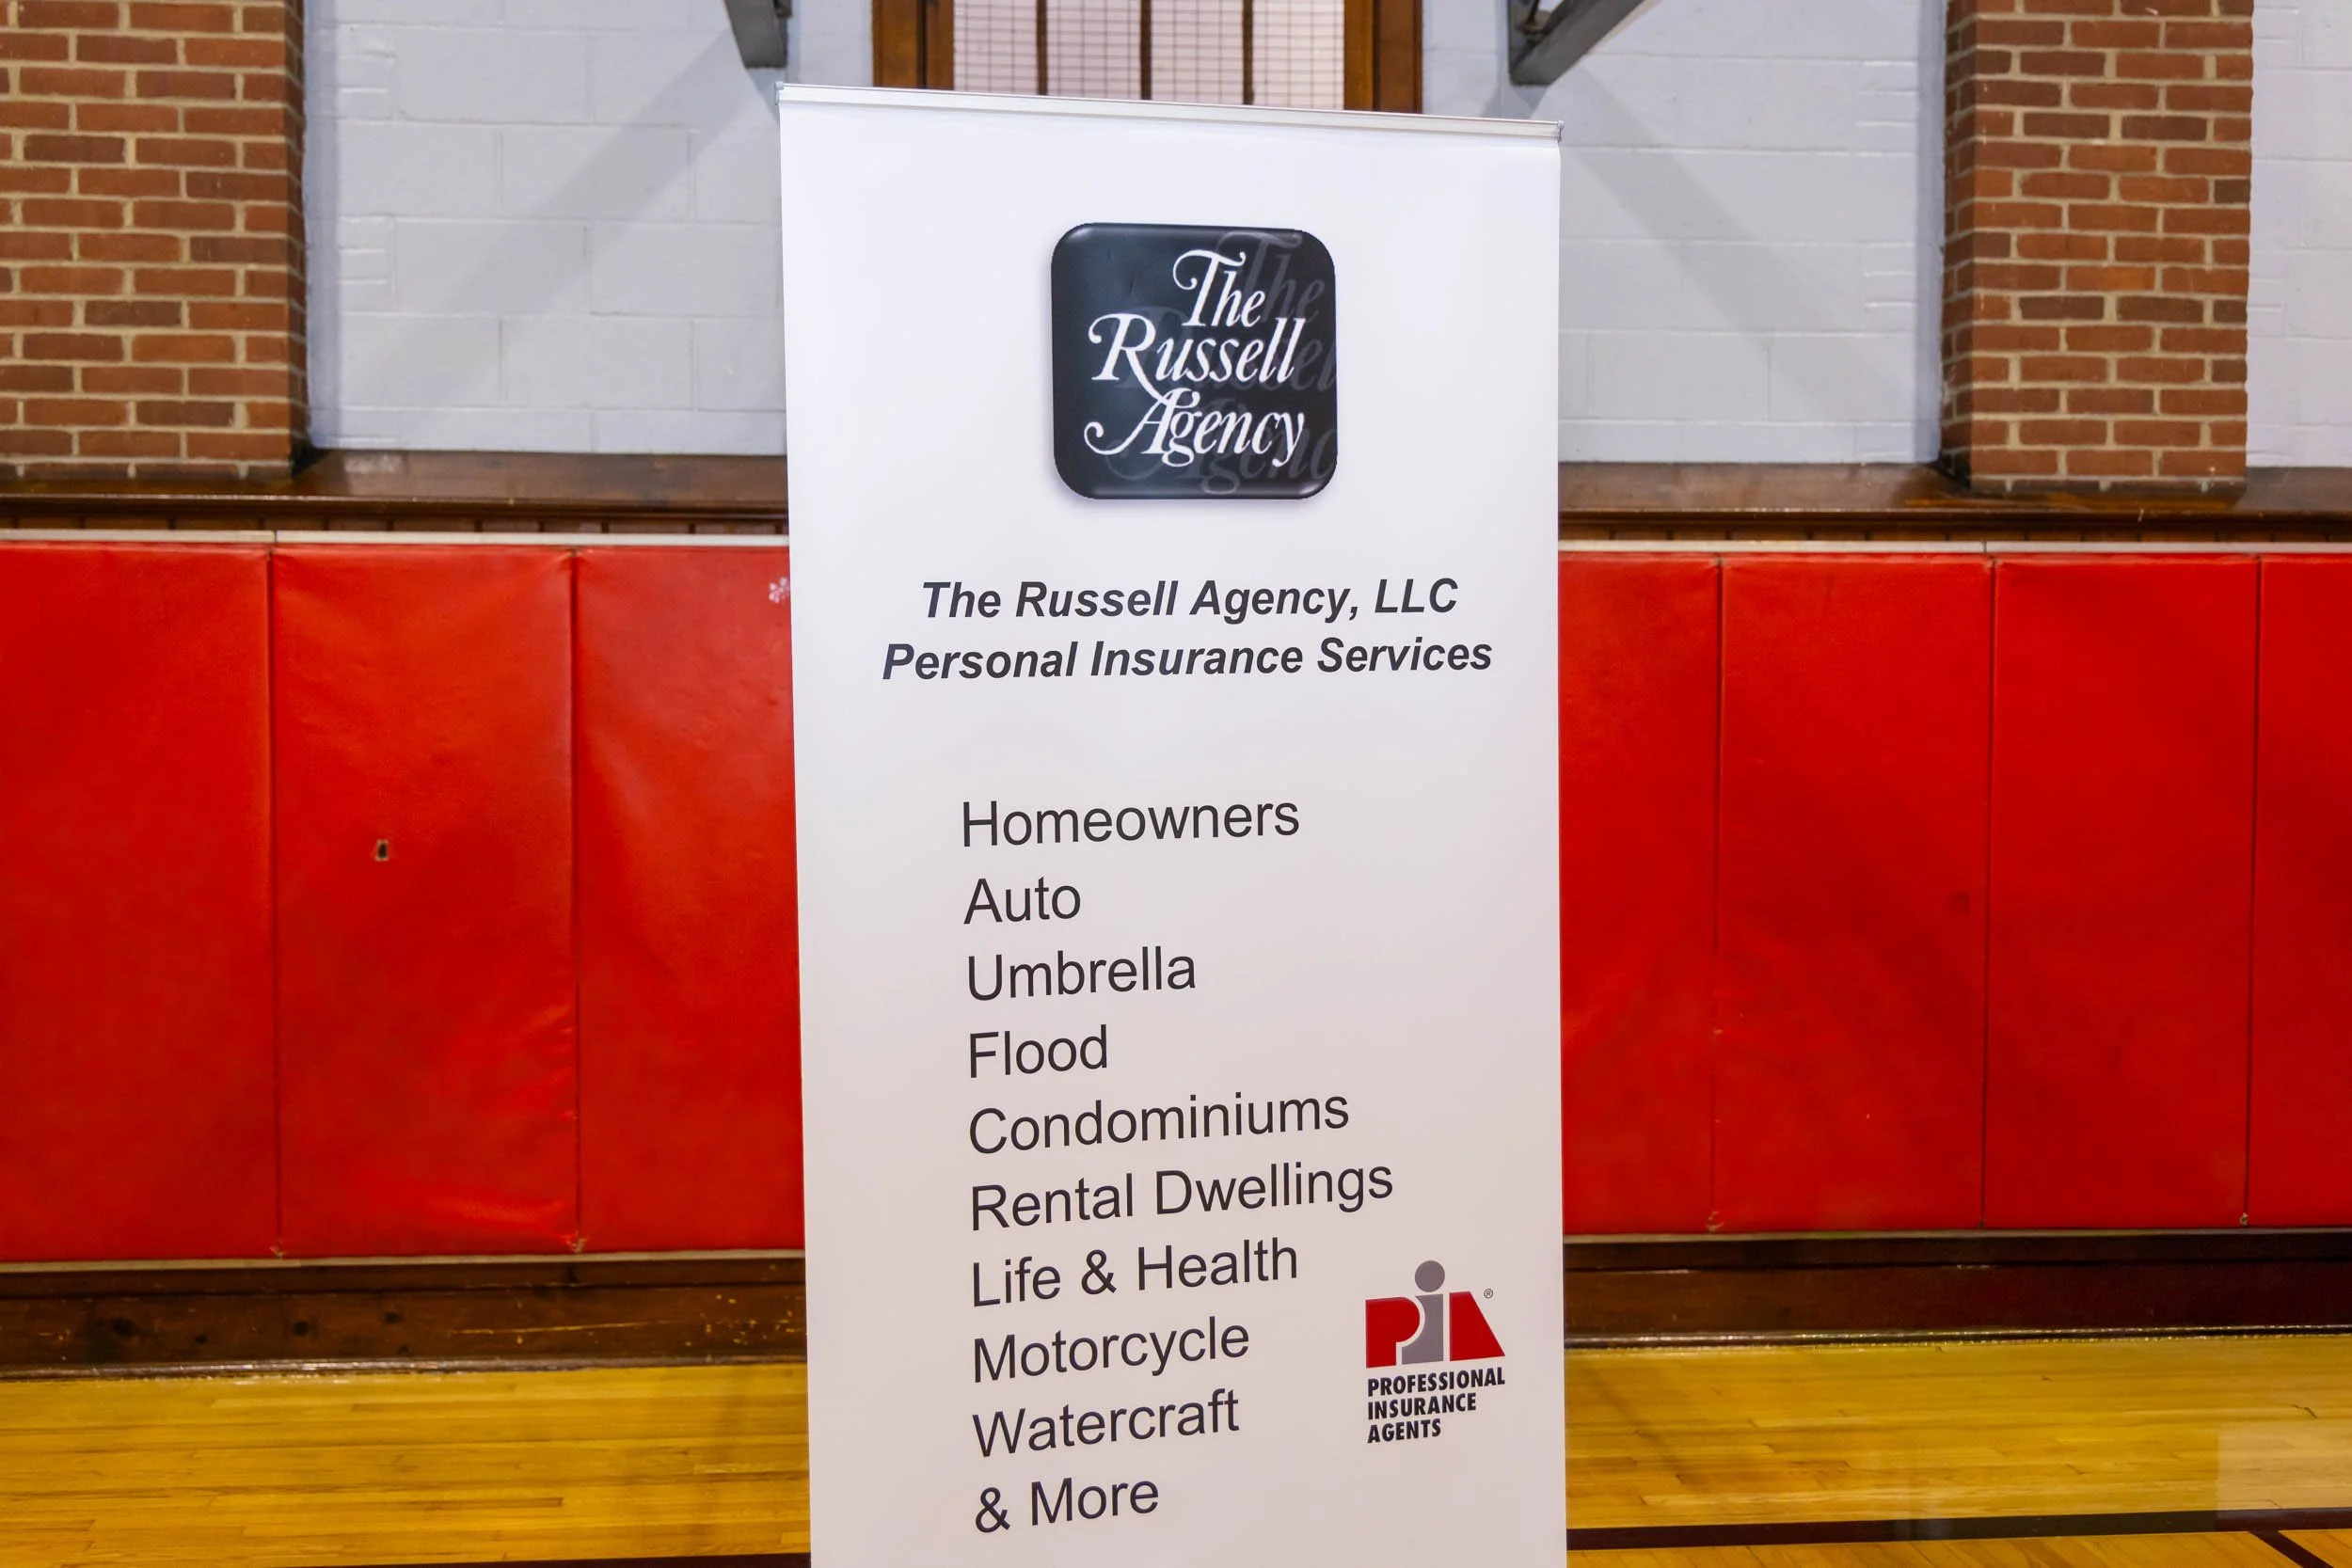 The
Russell
Agency
The Russell Agency, LLC
Personal Insurance Services
Homeowners
Auto
Umbrella
Flood
Condominiums
Rental Dwellings
Life & Health
Motorcycle
Watercraft
& More
PIA®
PROFESSIONAL
INSURANCE
AGENTS